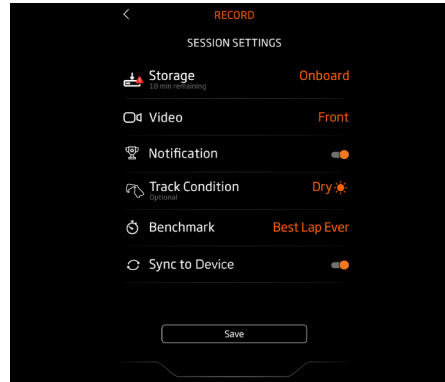 RECORD
SESSION SETTINGS
Storage Onboard
18 min remaining
Video Front
Notification
Track Condition Dry
Optional
Benchmark Best Lap Ever
Sync to Device
Save